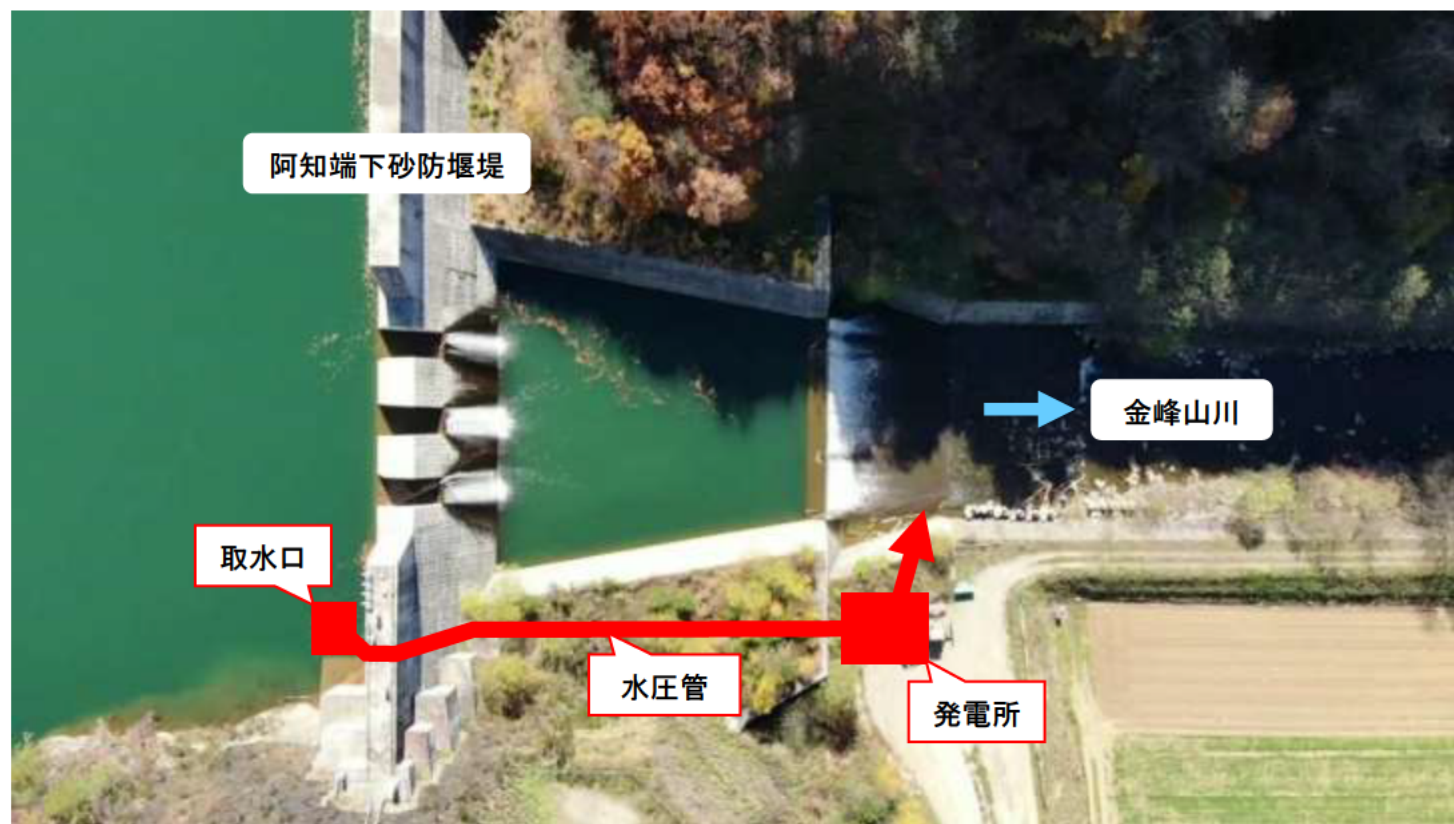 阿知端下砂防堰堤
金峰山川
取水口
水圧管
発電所